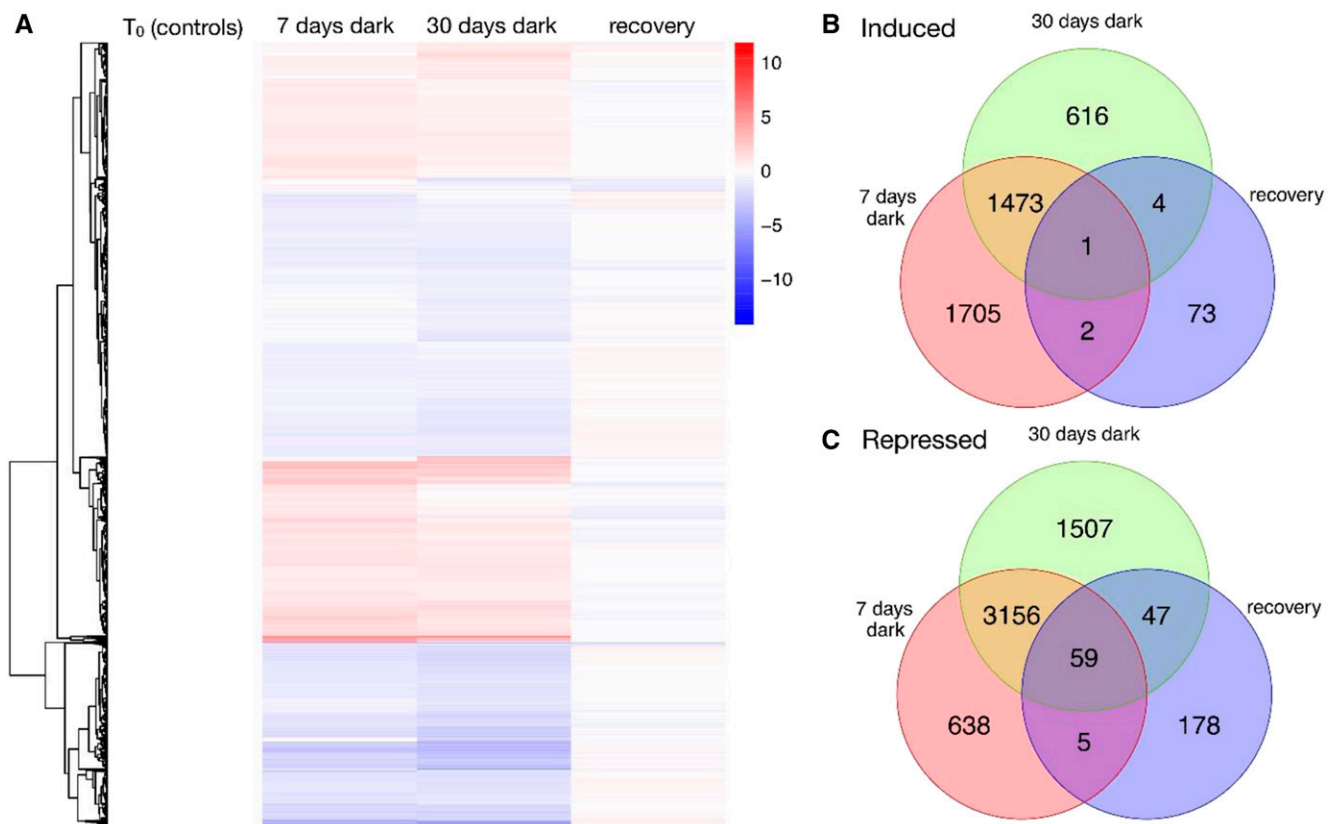 A
T₀ (controls) 7 days dark 30 days dark recovery
10
5
0
−5
−10
B Induced
30 days dark
616
7 days
dark
1473
4
recovery
1
1705
2
73
C Repressed
30 days dark
1507
7 days
dark
3156
47
recovery
59
638
5
178